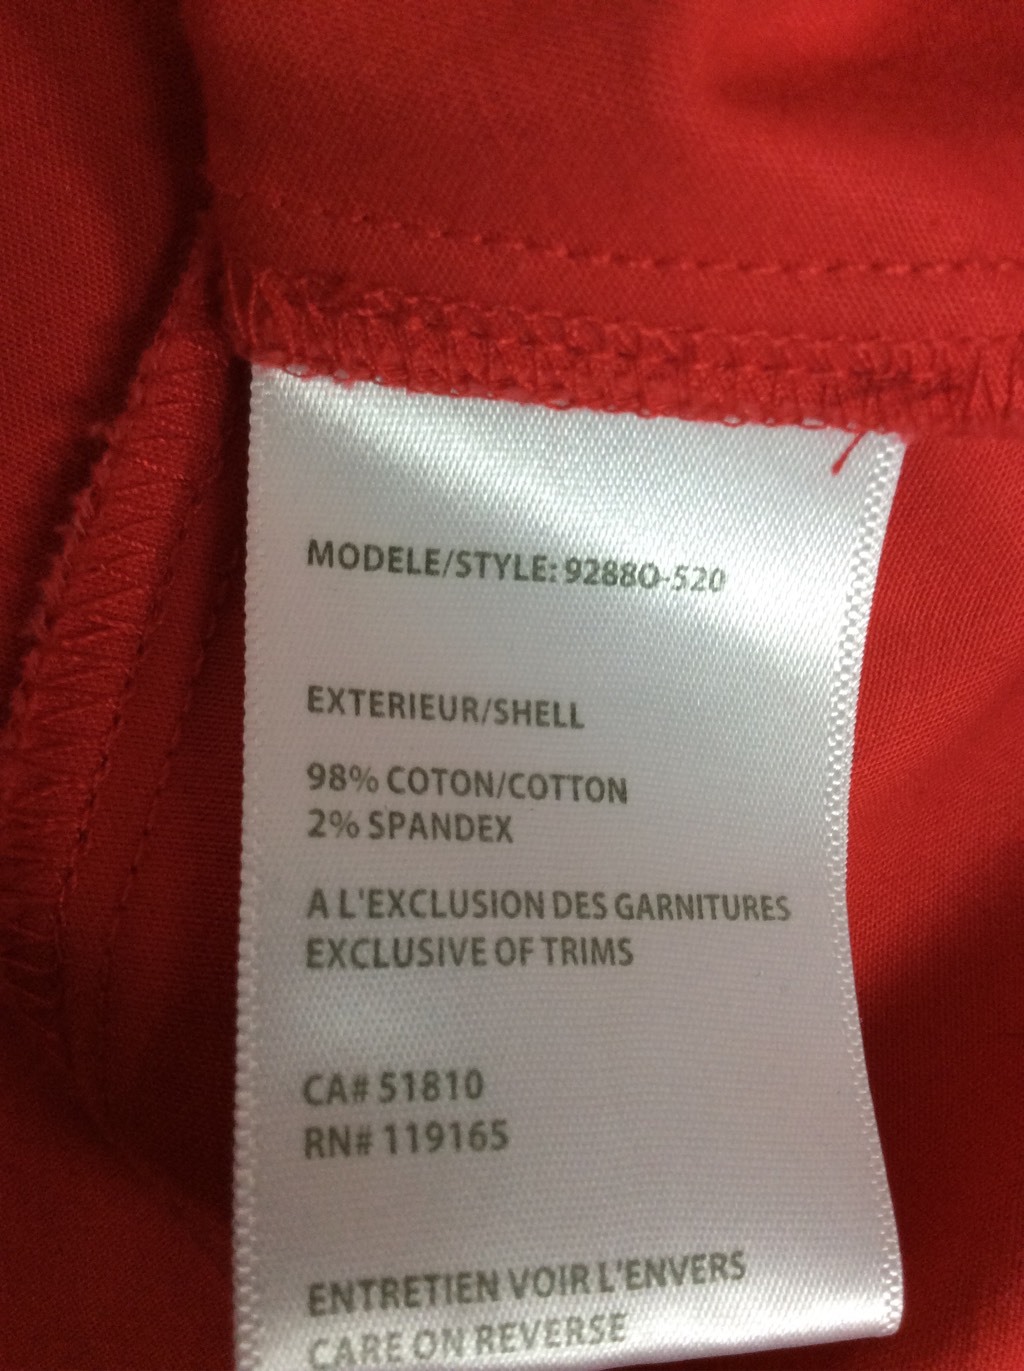 MODELE/STYLE: 92880-520
EXTERIEUR/SHELL
98% COTON/COTTON
2% SPANDEX
A L'EXCLUSION DES GARNITURES
EXCLUSIVE OF TRIMS
CA# 51810
RN# 119165
ENTRETIEN VOIR L'ENVERS
CARE ON REVERSE